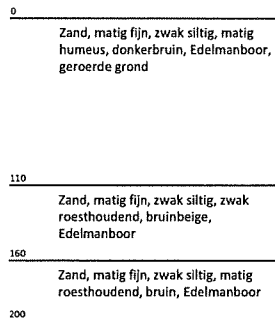 0
Zand, matig fijn, zwak siltig, matig
humeus, donkerbruin, Edelmanboor,
geroerde grond
110
Zand, matig fijn, zwak siltig, zwak
roesthoudend, bruinbeige,
Edelmanboor
160
Zand, matig fijn, zwak siltig, matig
roesthoudend, bruin, Edelmanboor
200